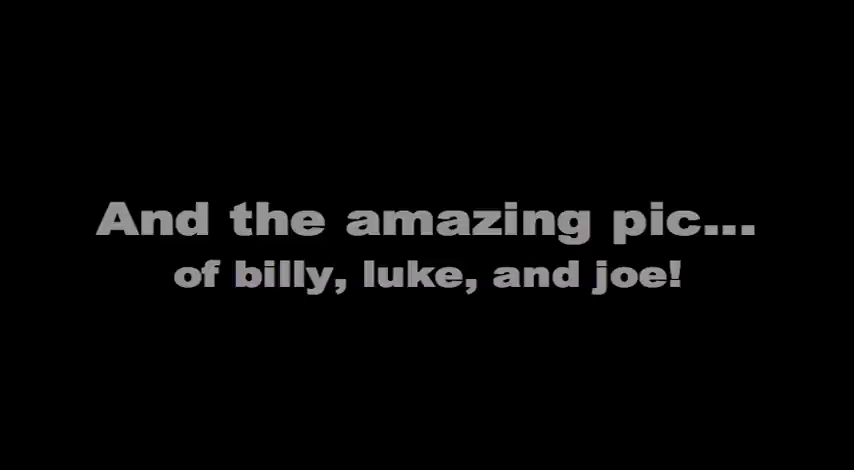 And the amazing pic...
of billy, luke, and joe!